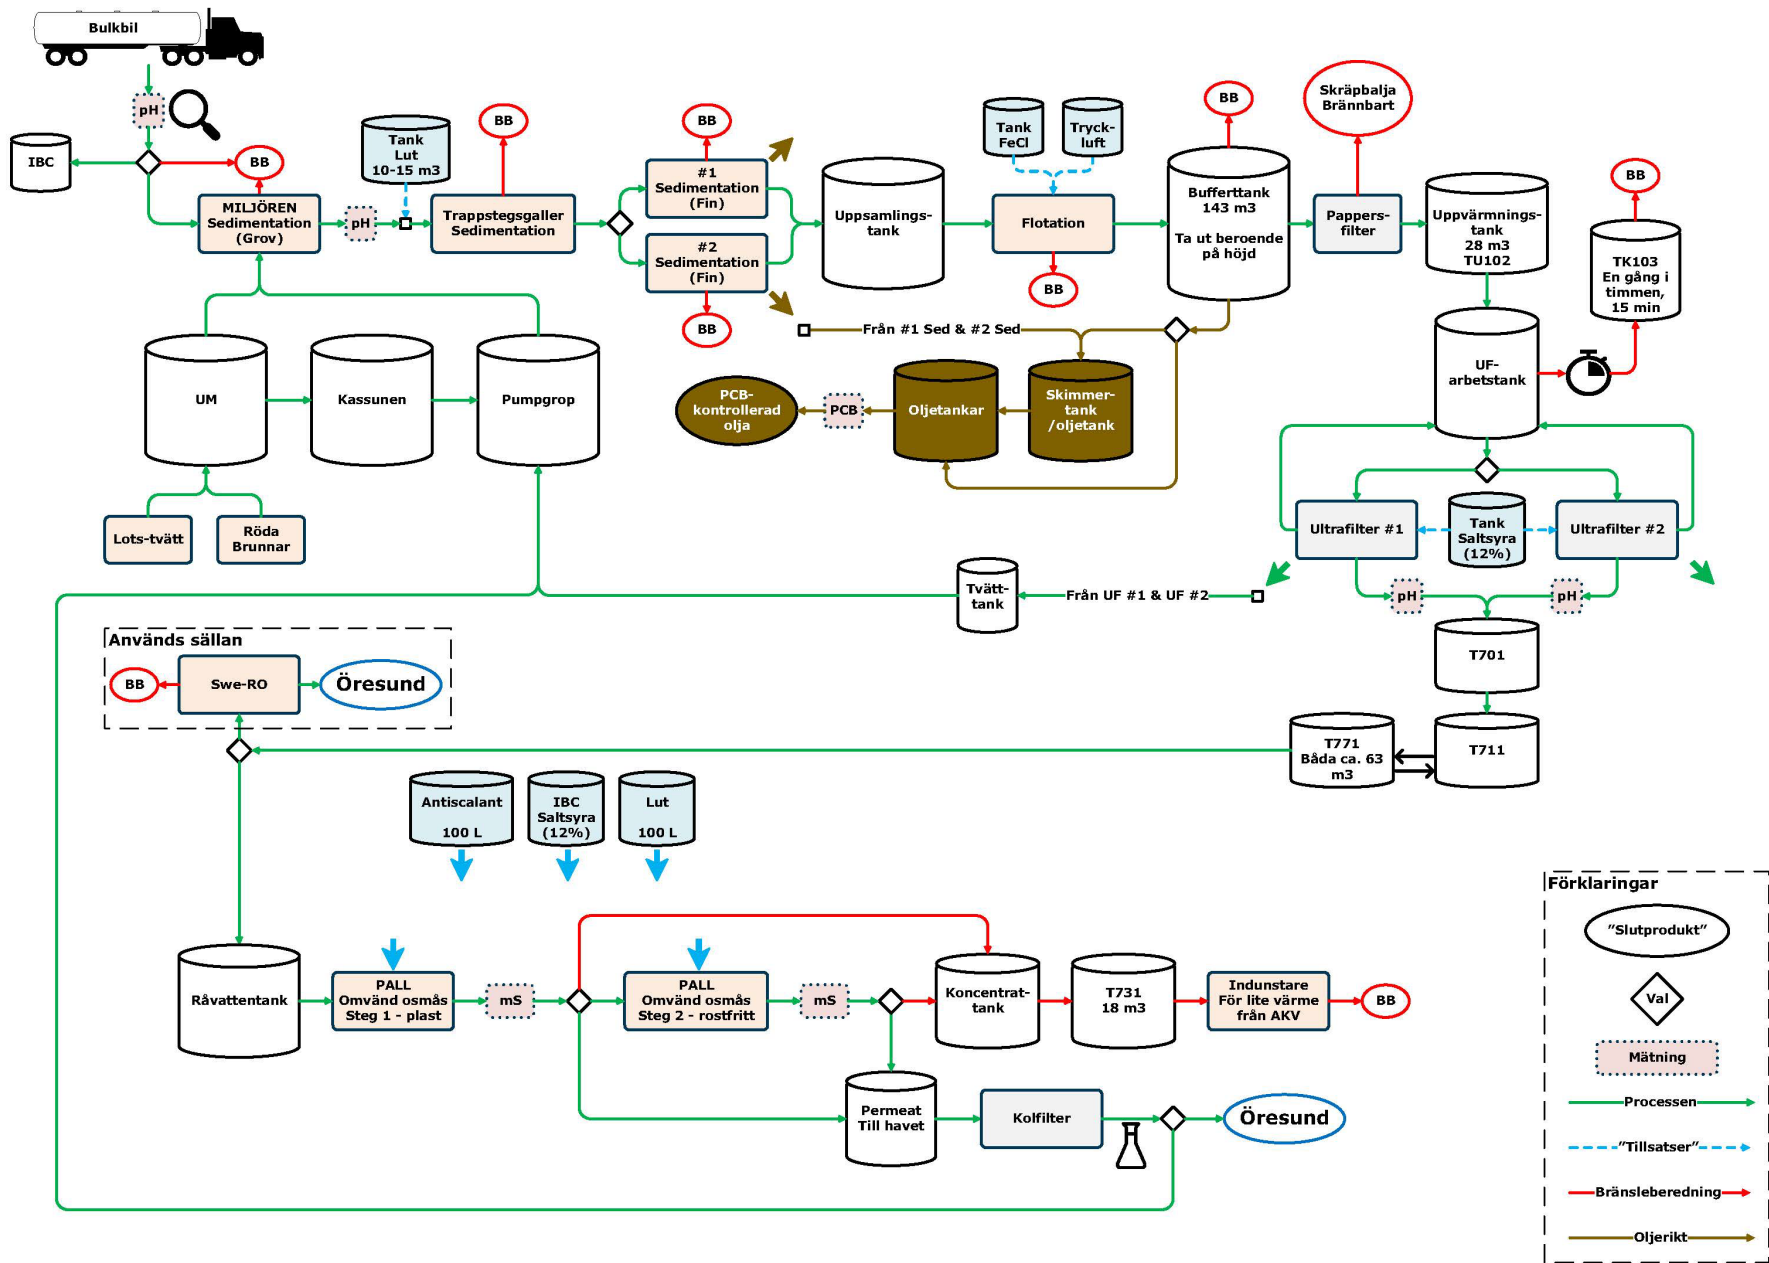 Bulkbil
pH
IBC
BB
MILJÖREN
Sedimentation
(Grov)
pH
Tank
Lut
10-15 m3
BB
Trappstegsgaller
Sedimentation
BB
#1
Sedimentation
(Fin)
#2
Sedimentation
(Fin)
BB
Uppsamlings-
tank
Tank
FeCl
Tryck-
luft
Flotation
BB
BB
Bufferttank
143 m3
Ta ut beroende
på höjd
Skräpbalja
Brännbart
Pappers-
filter
Uppvärmnings-
tank
28 m3
TU102
BB
TK103
En gång i
timmen,
15 min
UF-
arbetstank
Från #1 Sed & #2 Sed
UM
Kassunen
Pumpgrop
PCB-
kontrollerad
olja
PCB
Oljetankar
Skimmer-
tank
/oljetank
Lots-tvätt
Röda
Brunnar
Ultrafilter #1
Tank
Saltsyra
(12%)
Ultrafilter #2
Tvätt-
tank
Från UF #1 & UF #2
pH
pH
T701
T711
T771
Båda ca. 63
m3
Används sällan
BB
Swe-RO
Öresund
Antiscalant
100 L
IBC
Saltsyra
(12%)
Lut
100 L
Råvattentank
PALL
Omvänd osmås
Steg 1 - plast
mS
PALL
Omvänd osmås
Steg 2 - rostfritt
mS
Koncentrat-
tank
T731
18 m3
Indunstare
För lite värme
från AKV
BB
Permeat
Till havet
Kolfilter
Öresund
Förklaringar
"Slutprodukt"
Val
Mätning
Processen
"Tillsatser"
Bränsleberedning
Oljerikt